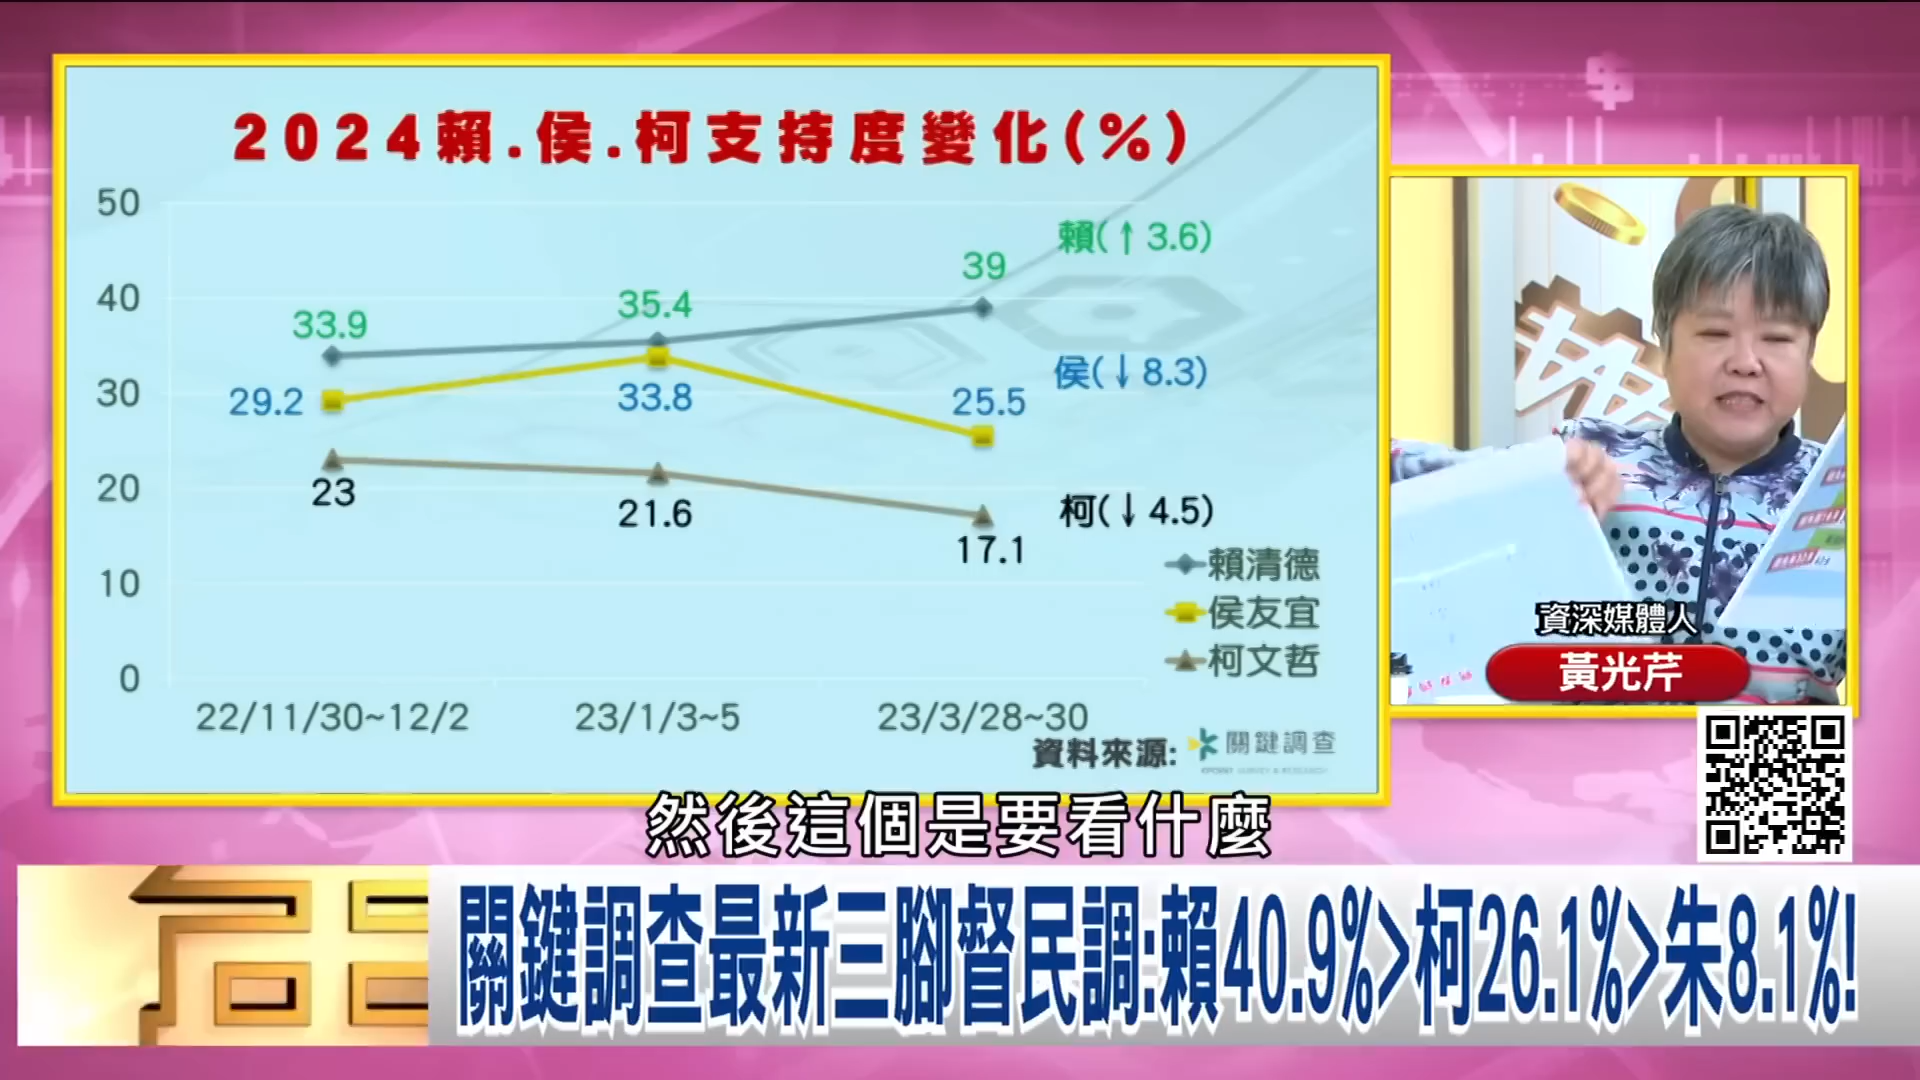 2024賴.侯.柯支持度變化(%)
50
40
30
20
10
0
33.9
35.4
39
賴(↑3.6)
29.2
33.8
25.5
侯(↓8.3)
23
21.6
17.1
柯(↓4.5)
賴清德
侯友宜
柯文哲
22/11/30~12/2
23/1/3~5
23/3/28~30
資料來源:
關鍵調查
資深媒體人
黃光芹
然後這個是要看什麼
關鍵調查最新三腳督民調:賴40.9%>柯26.1%>朱8.1%!